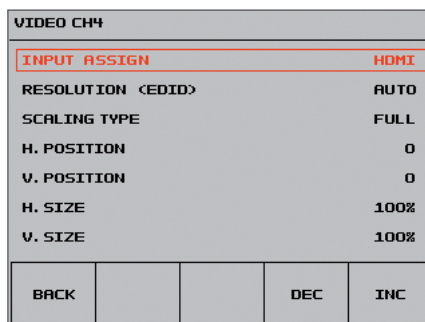 VIDEO CH4
INPUT ASSIGN HDMI
RESOLUTION (EDID) AUTO
SCALING TYPE FULL
H. POSITION 0
V. POSITION 0
H. SIZE 100%
V. SIZE 100%
BACK DEC INC